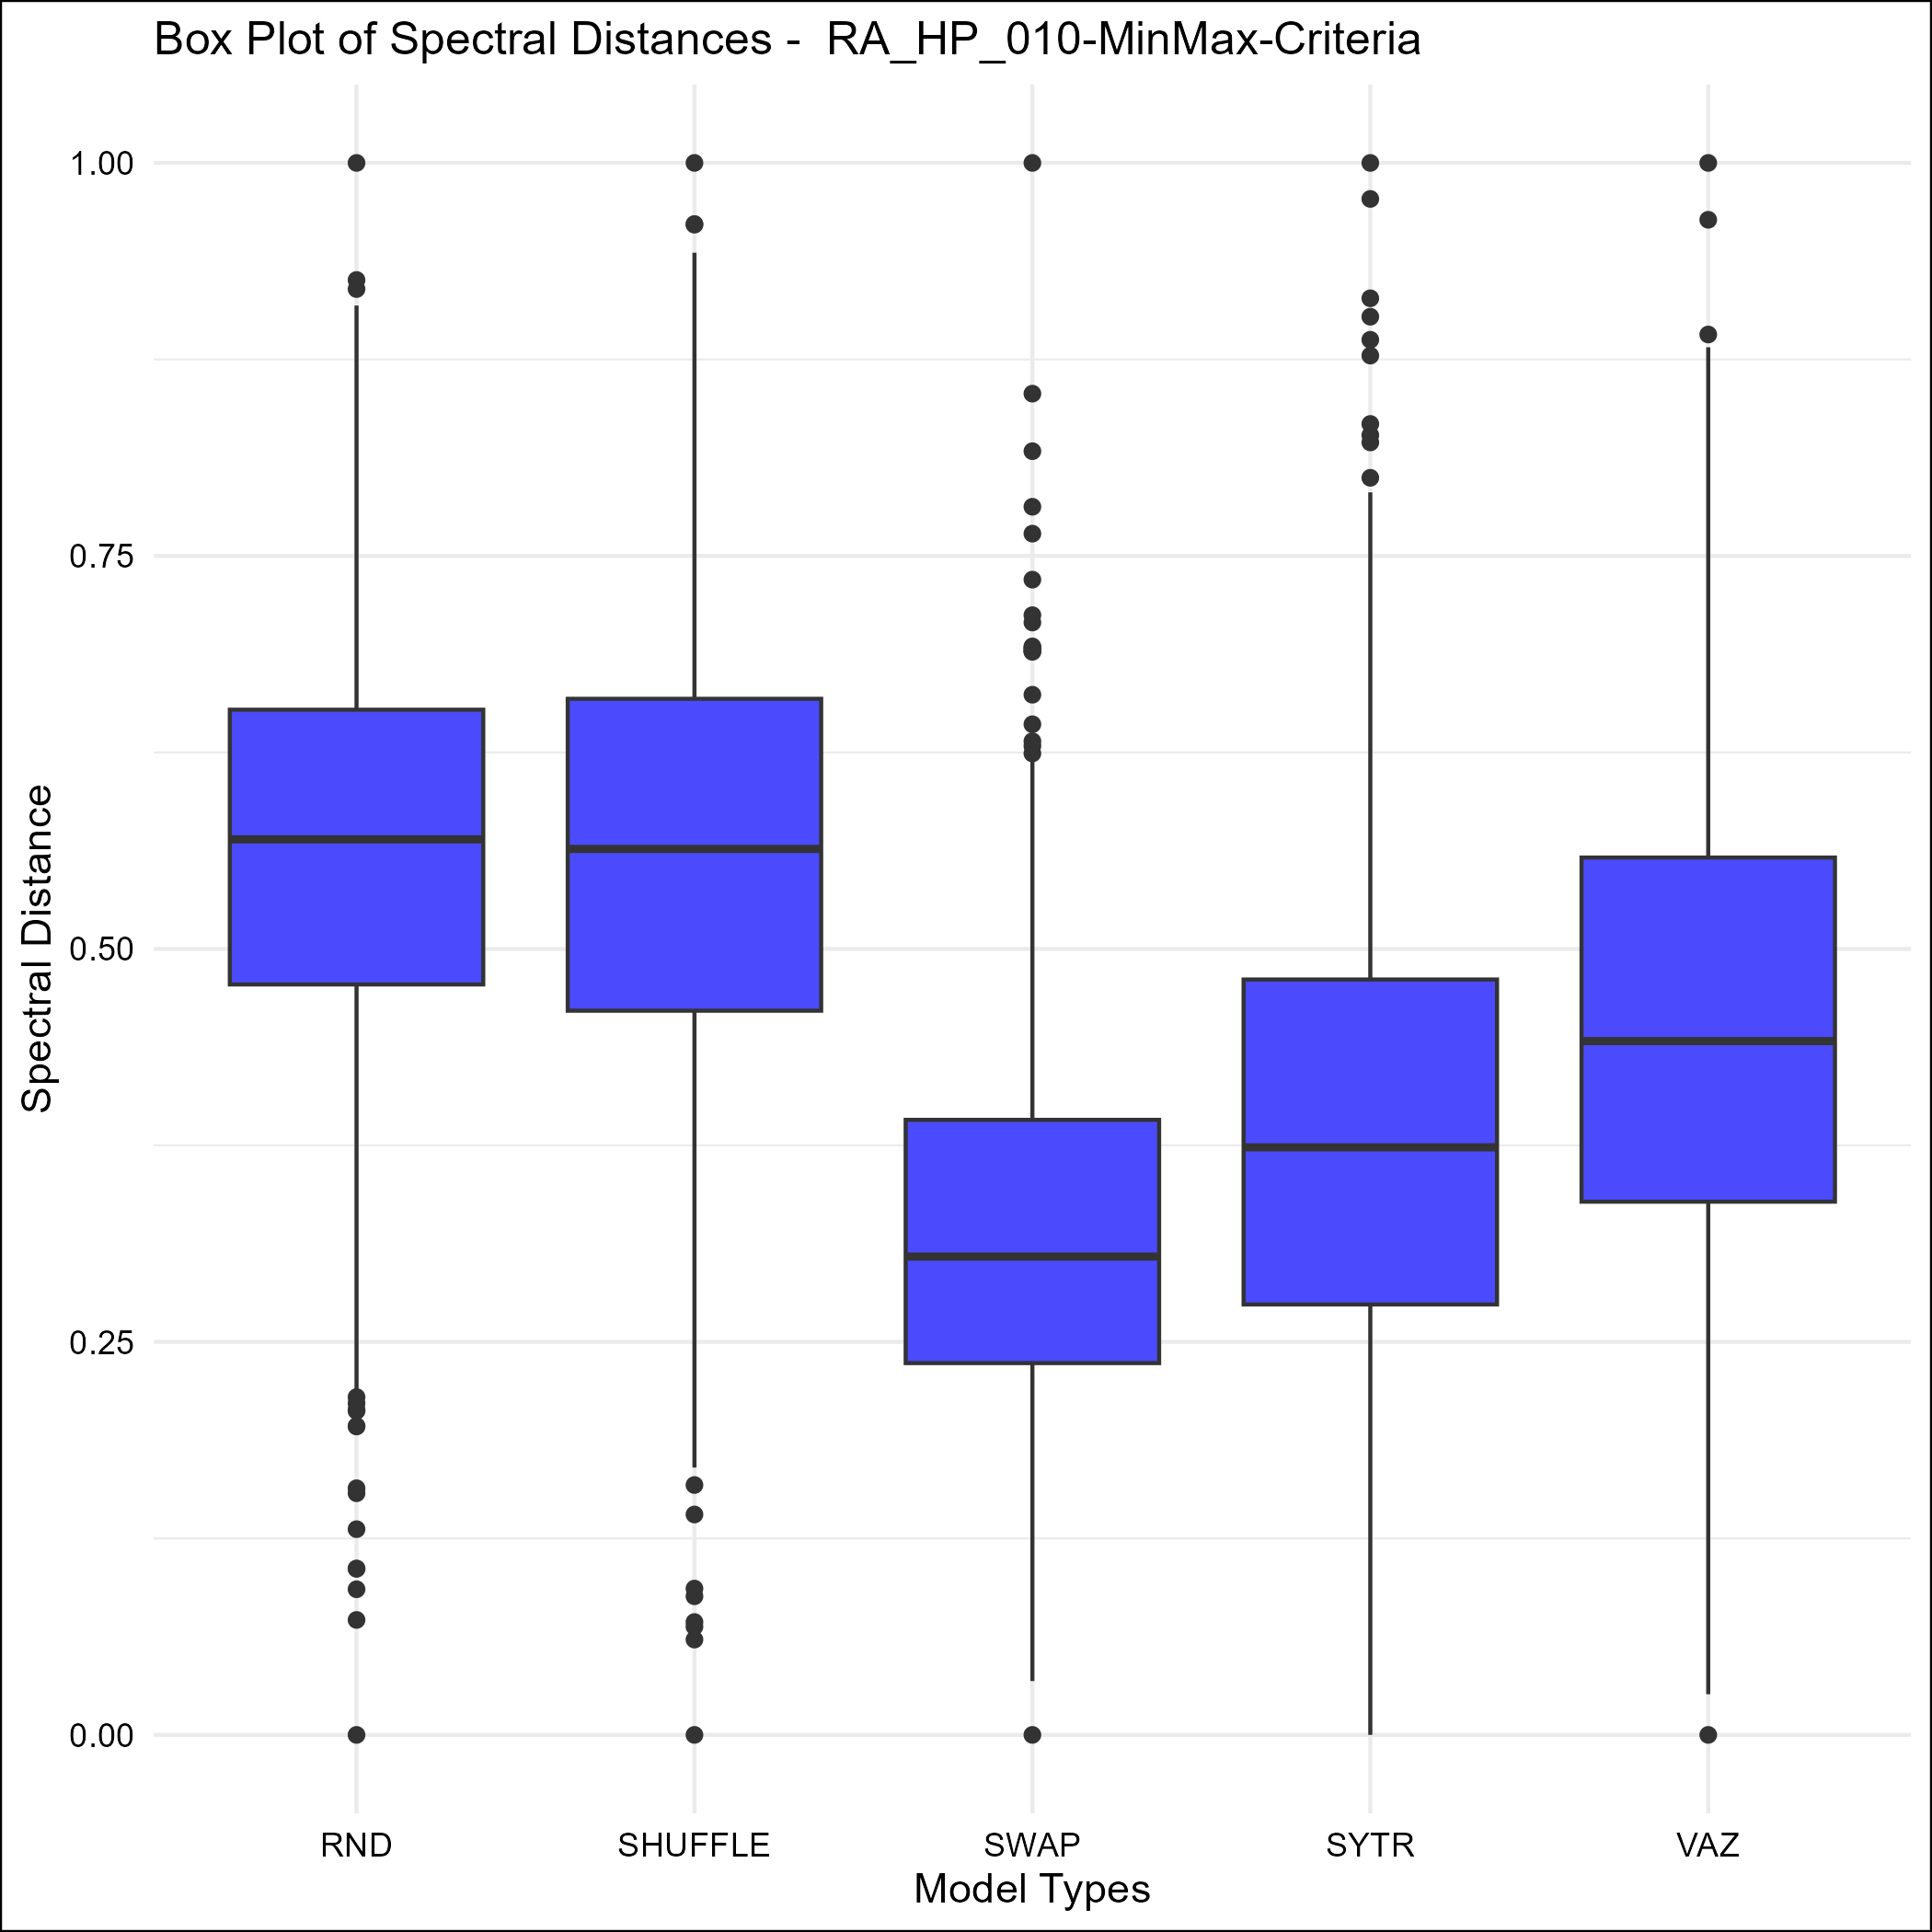 Box Plot of Spectral Distances -  RA_HP_010-MinMax-Criteria
1.00
0.75
0.50
0.25
0.00
Spectral Distance
RND SHUFFLE SWAP SYTR VAZ
Model Types